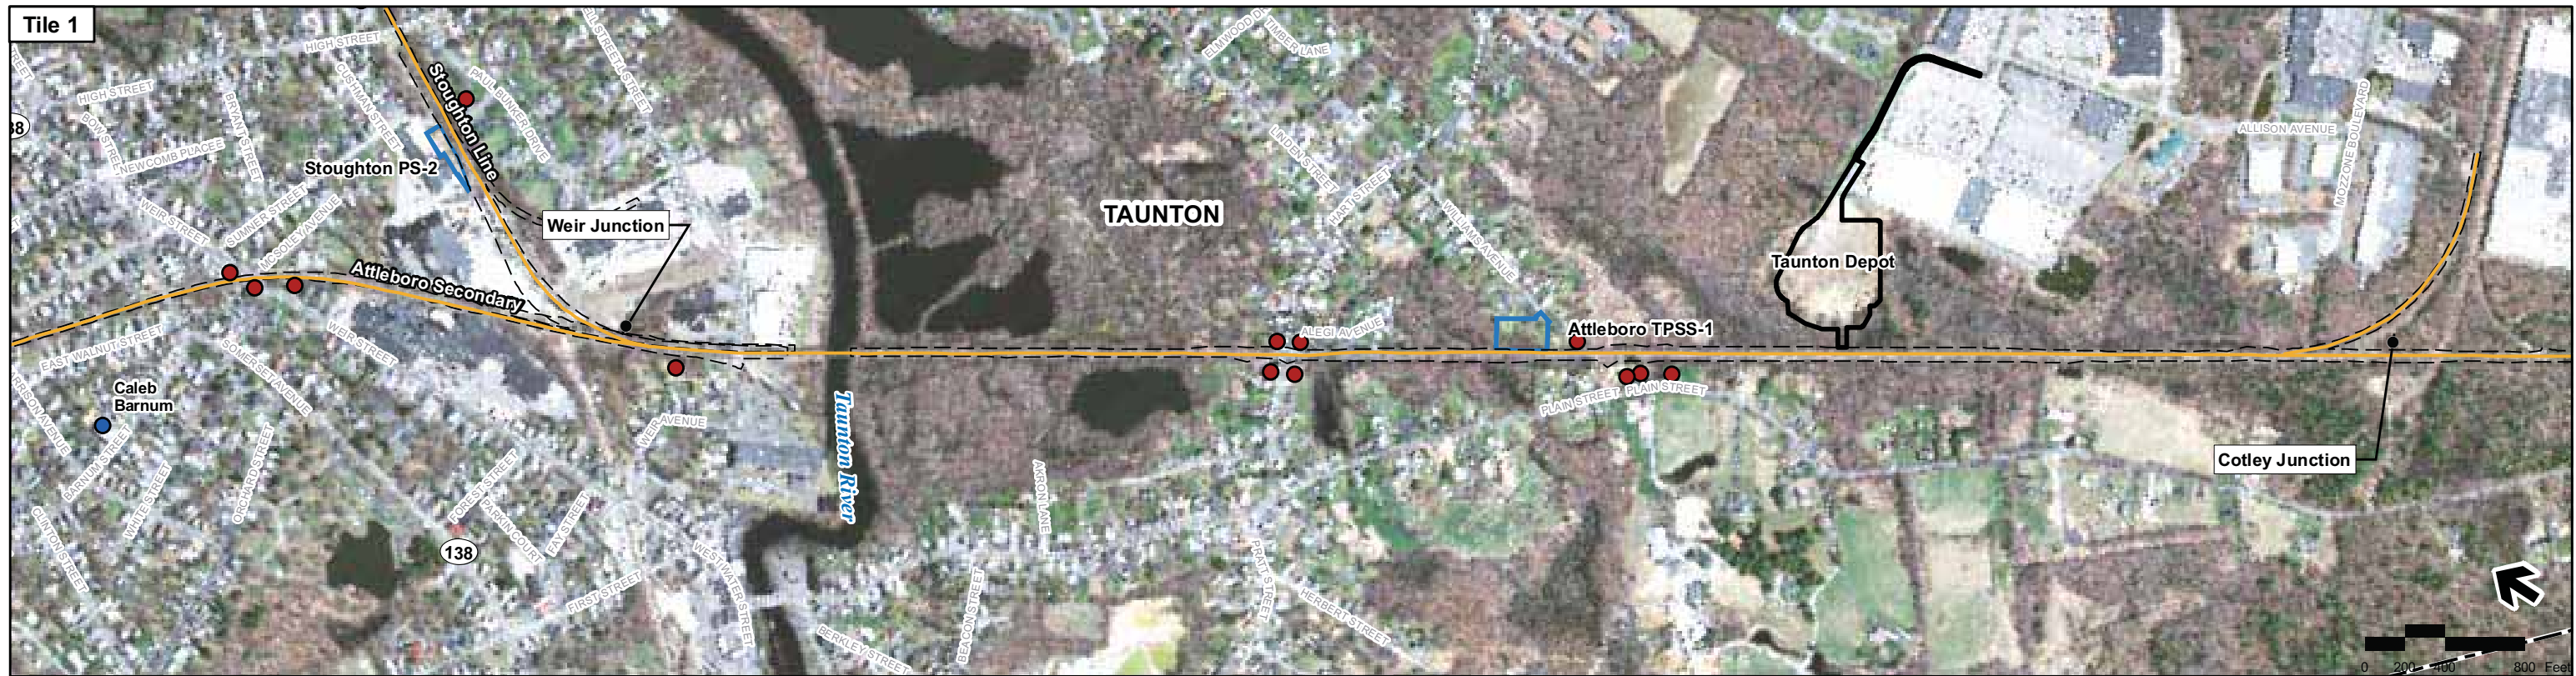 Tile 1
HIGH STREET
ELMWOOD
TIMBER LANE
Stoughton Line
PAUL BUNKER DRIVE
CUSHMAN STREET
HIGH STREET
BRYAN STREET
BOW STREET
NEWCOMB PLACE
Stoughton PS-2
ALLISON AVENUE
MOZZONE BOULEVARD
LINDEN STREET
HART STREET
WILLIAMS AVENUE
WEIR STREET
SUMNER STREET
MCSOLEY AVENUE
Weir Junction
TAUNTON
Taunton Depot
Attleboro Secondary
EAST WALNUT STREET
WEIR STREET
SOMERSET AVENUE
ALEGI AVENUE
Attleboro TPSS-1
Caleb
Barnum
BARNUM STREET
WHITE STREET
ORCHARD STREET
CLINTON STREET
WEIR AVENUE
Taunton River
PLAIN STREET
PLAIN STREET
Cotley Junction
FOREST STREET
PARKIN COURT
FAY STREET
138
AKRON LANE
WEST WATER STREET
FIRST STREET
BERKLEY STREET
BEACON STREET
PRATT STREET
HERBERT STREET
0 200 400 800 Feet